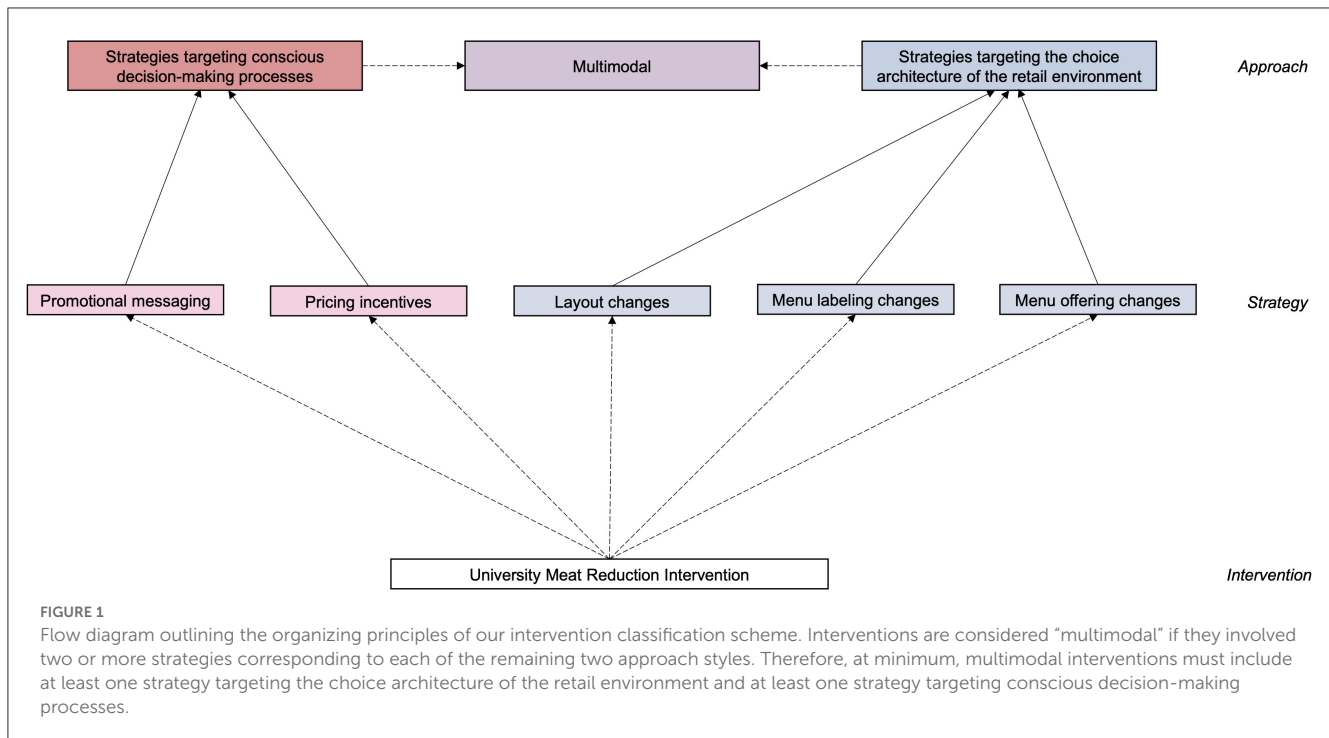 Strategies targeting conscious
decision-making processes
Multimodal
Strategies targeting the choice
architecture of the retail environment
Approach
Promotional messaging
Pricing incentives
Layout changes
Menu labeling changes
Menu offering changes
Strategy
University Meat Reduction Intervention
Intervention
FIGURE 1
Flow diagram outlining the organizing principles of our intervention classification scheme. Interventions are considered “multimodal” if they involved
two or more strategies corresponding to each of the remaining two approach styles. Therefore, at minimum, multimodal interventions must include
at least one strategy targeting the choice architecture of the retail environment and at least one strategy targeting conscious decision-making
processes.